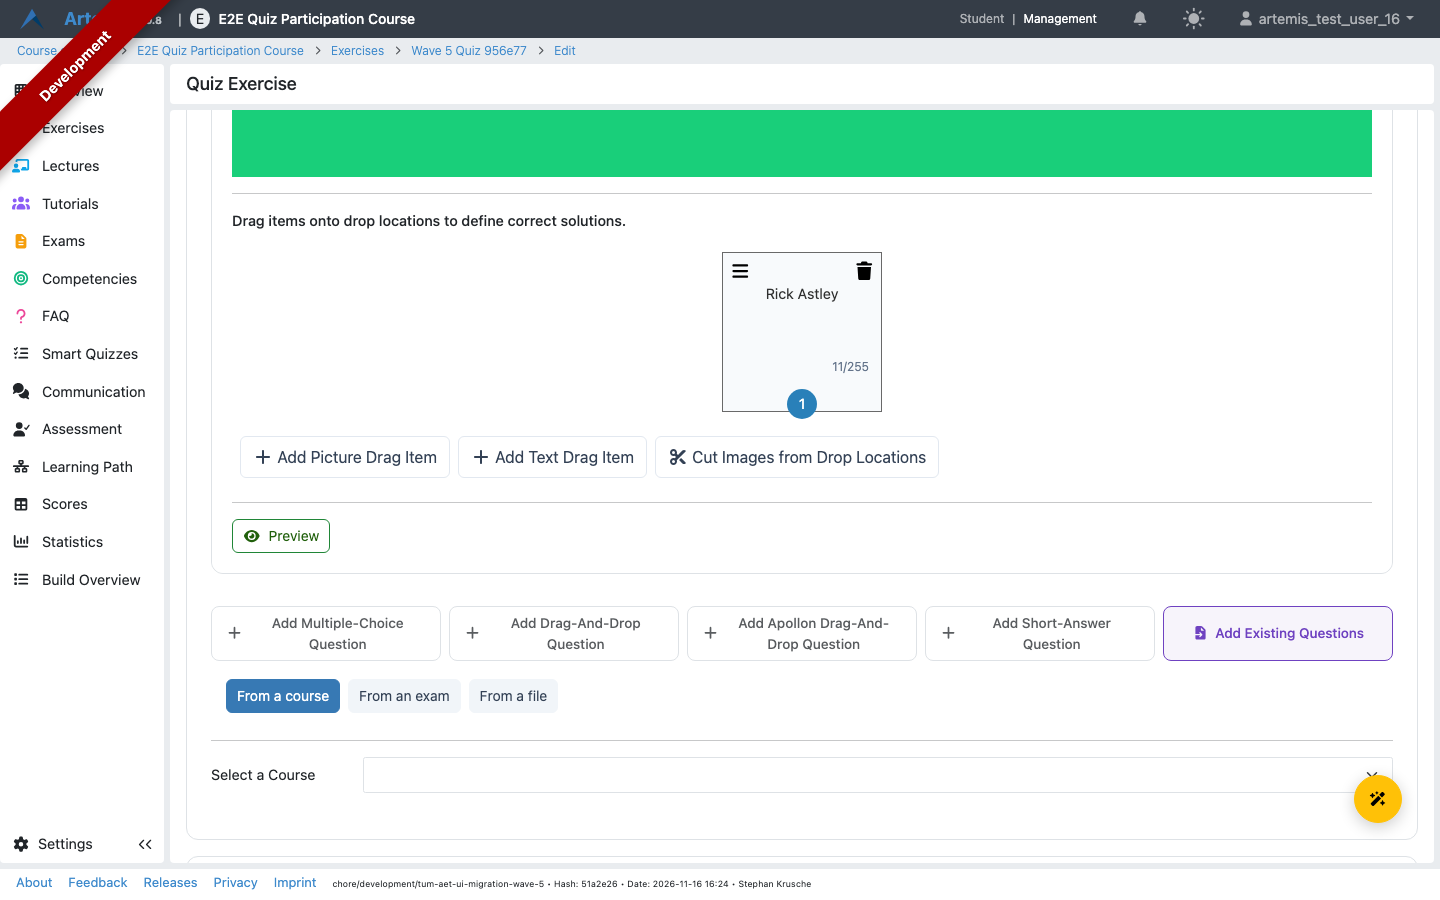 E E2E Quiz Participation Course
Student | Management
artemis_test_user_16
Development
E2E Quiz Participation Course > Exercises > Wave 5 Quiz 956e77 > Edit
Exercises
Lectures
Tutorials
Exams
Competencies
FAQ
Smart Quizzes
Communication
Assessment
Learning Path
Scores
Statistics
Build Overview
Settings
Quiz Exercise
Drag items onto drop locations to define correct solutions.
Rick Astley
11/255
1
Add Picture Drag Item
Add Text Drag Item
Cut Images from Drop Locations
Preview
Add Multiple-Choice
Question
Add Drag-And-Drop
Question
Add Apollon Drag-And-
Drop Question
Add Short-Answer
Question
Add Existing Questions
From a course
From an exam
From a file
Select a Course
About
Feedback
Releases
Privacy
Imprint
chore/development/tum-aet-ui-migration-wave-5 • Hash: 51a2e26 • Date: 2026-11-16 16:24 • Stephan Krusche